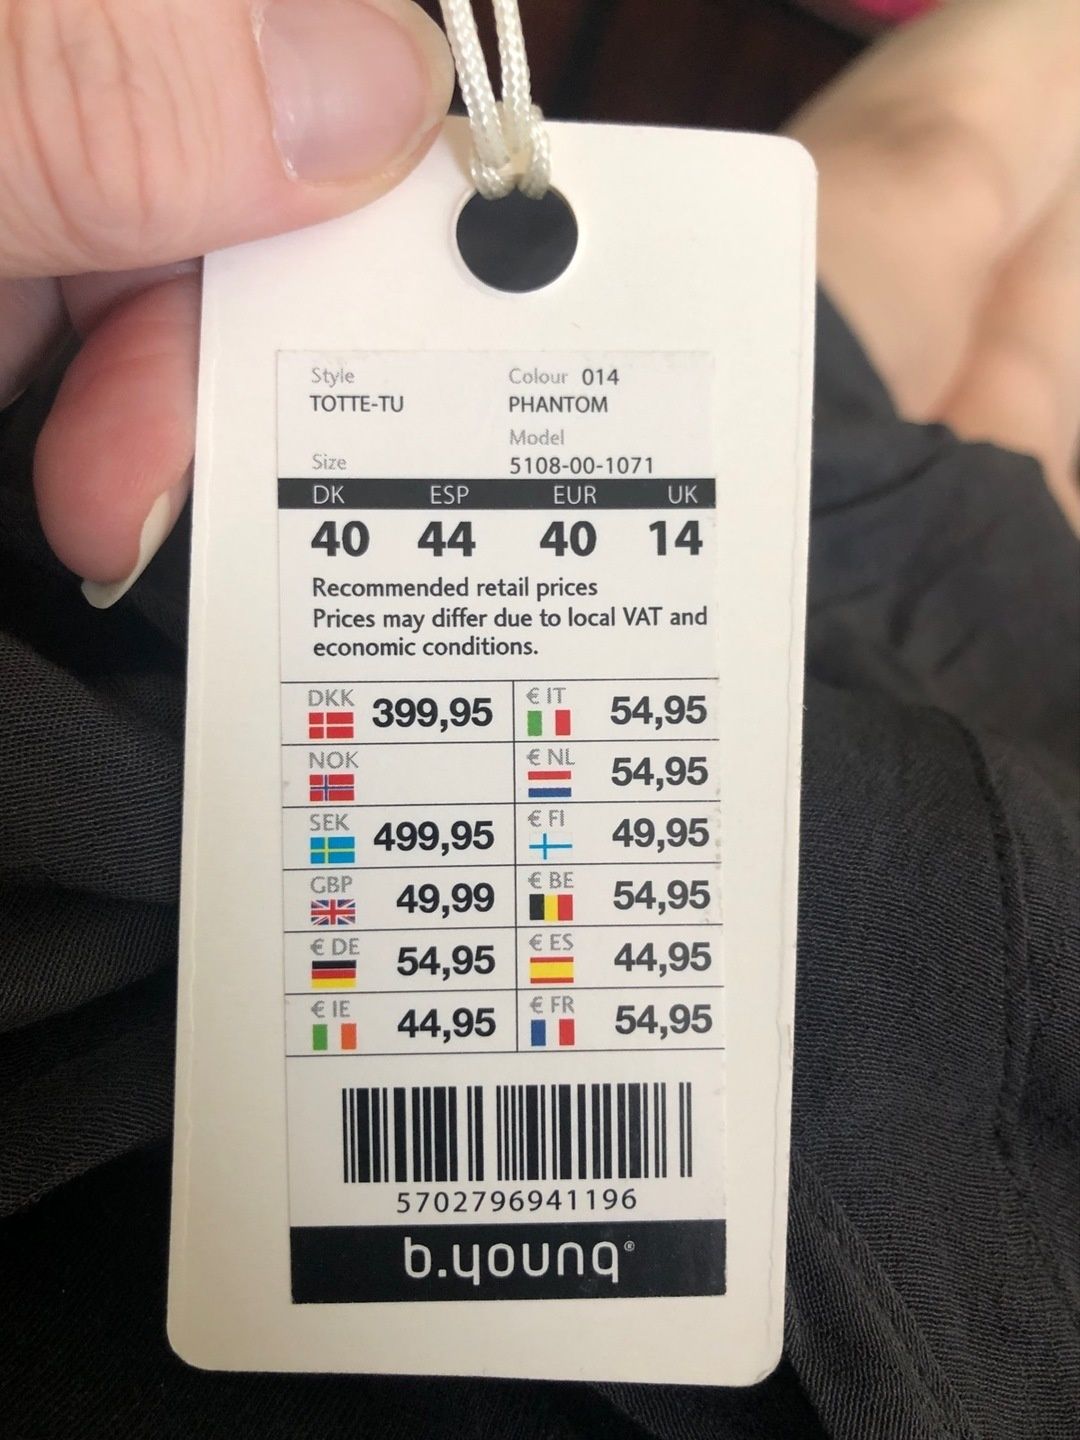 Style
TOTTE-TU
Colour 014
PHANTOM
Model
5108-00-1071
Size
DK ESP EUR UK
40 44 40 14
Recommended retail prices
Prices may differ due to local VAT and
economic conditions.
DKK 399,95
€ IT 54,95
NOK
€ NL 54,95
SEK 499,95
€ FI 49,95
GBP 49,99
€ BE 54,95
€ DE 54,95
€ ES 44,95
€ IE 44,95
€ FR 54,95
5702796941196
b.young®